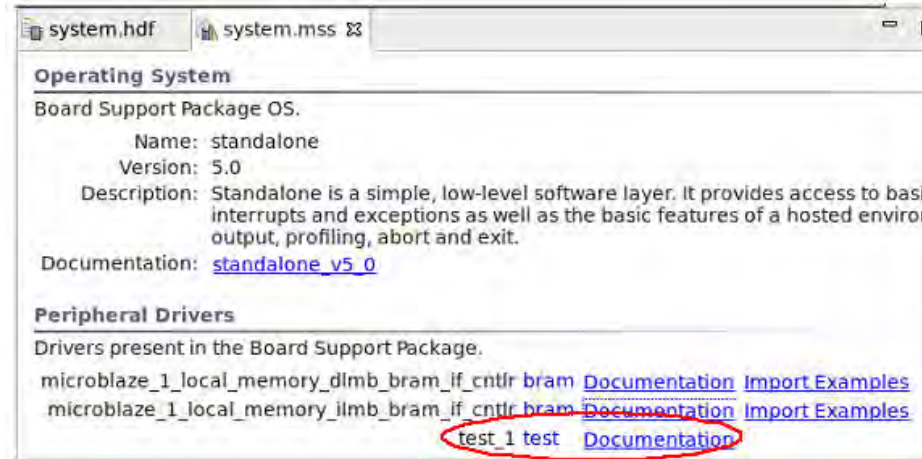 system.hdf system.mss
Operating System
Board Support Package OS.
Name: standalone
Version: 5.0
Description: Standalone is a simple, low-level software layer. It provides access to basi
interrupts and exceptions as well as the basic features of a hosted enviro
output, profiling, abort and exit.
Documentation: standalone_v5_0
Peripheral Drivers
Drivers present in the Board Support Package.
microblaze_1_local_memory_dlmb_bram_if_cntlr bram Documentation Import Examples
microblaze_1_local_memory_ilmb_bram_if_cntlr bram Documentation Import Examples
test_1 test Documentation